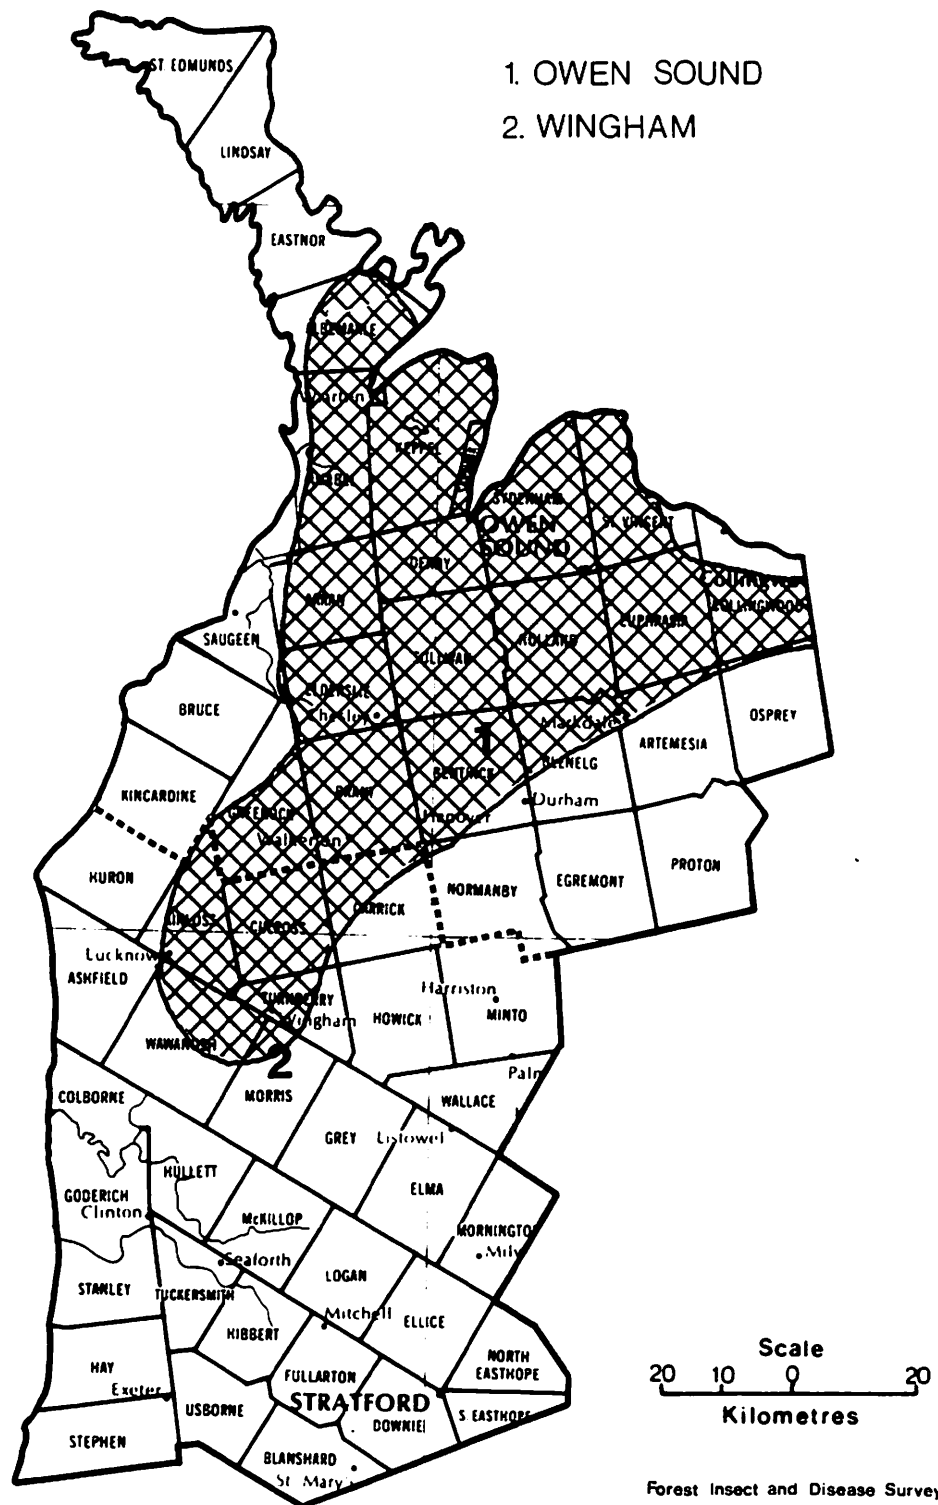 1. OWEN SOUND
2. WINGHAM
ST. EDMUNDS
LINDSAY
EASTNOR
ALBEMARLE
Wiarton
KEPPEL
AMABEL
SARAWAK
SYDENHAM
OWEN
SOUND
ST. VINCENT
DERBY
Collingwo
COLLINGWOOD
ARRAN
EUPHRASIA
SAUGEEN
HOLLAND
SULLIVAN
ELDERSLIE
BRUCE
Chesley
Markdale
OSPREY
1
ARTEMESIA
GLENELG
BENTINCK
KINCARDINE
BRANT
Durham
GREENOCK
Hanover
Walkerton
PROTON
HURON
EGREMONT
NORMANBY
CARRICK
KINLOSS
CULROSS
Lucknow
ASHFIELD
Harriston
TURNBERRY
MINTO
Wingham
HOWICK
WAWANOSH
2
Palm
MORRIS
COLBORNE
WALLACE
GREY
Listowel
HULLETT
ELMA
GODERICH
Clinton
McKILLOP
MORNINGTO
Milv
Seaforth
LOGAN
STANLEY
TUCKERSMITH
Mitchell
ELLICE
HIBBERT
NORTH
EASTHOPE
HAY
FULLARTON
Exeter
STRATFORD
USBORNE
DOWNIE
S. EASTHOPE
STEPHEN
BLANSHARD
St. Mary's
Scale
20 10 0 20
Kilometres
Forest Insect and Disease Survey